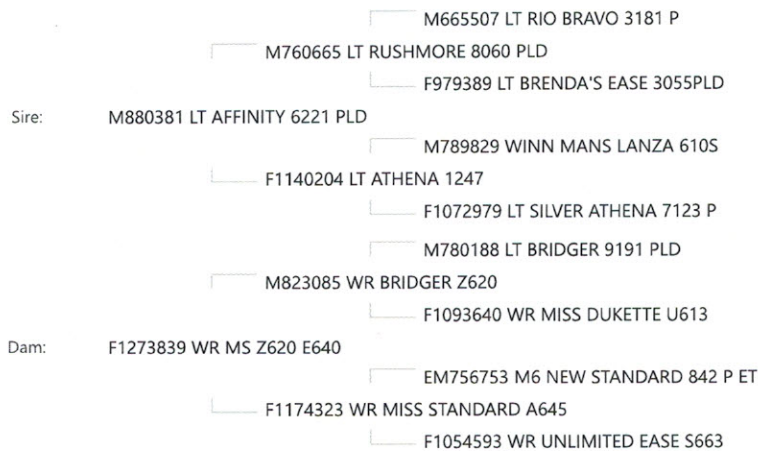 M665507 LT RIO BRAVO 3181 P
M760665 LT RUSHMORE 8060 PLD
F979389 LT BRENDA'S EASE 3055PLD
Sire: M880381 LT AFFINITY 6221 PLD
M789829 WINN MANS LANZA 610S
F1140204 LT ATHENA 1247
F1072979 LT SILVER ATHENA 7123 P
M780188 LT BRIDGER 9191 PLD
M823085 WR BRIDGER Z620
F1093640 WR MISS DUKETTE U613
Dam: F1273839 WR MS Z620 E640
EM756753 M6 NEW STANDARD 842 P ET
F1174323 WR MISS STANDARD A645
F1054593 WR UNLIMITED EASE S663